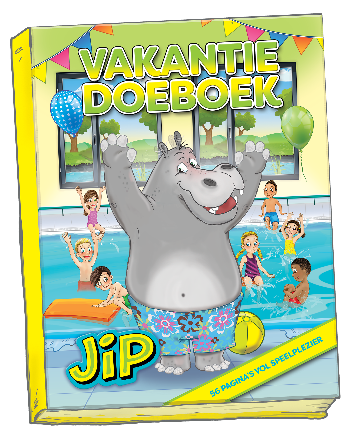 VAKANTIE
DOEBOEK
JiP
56 PAGINA'S VOL SPEELPLEZIER